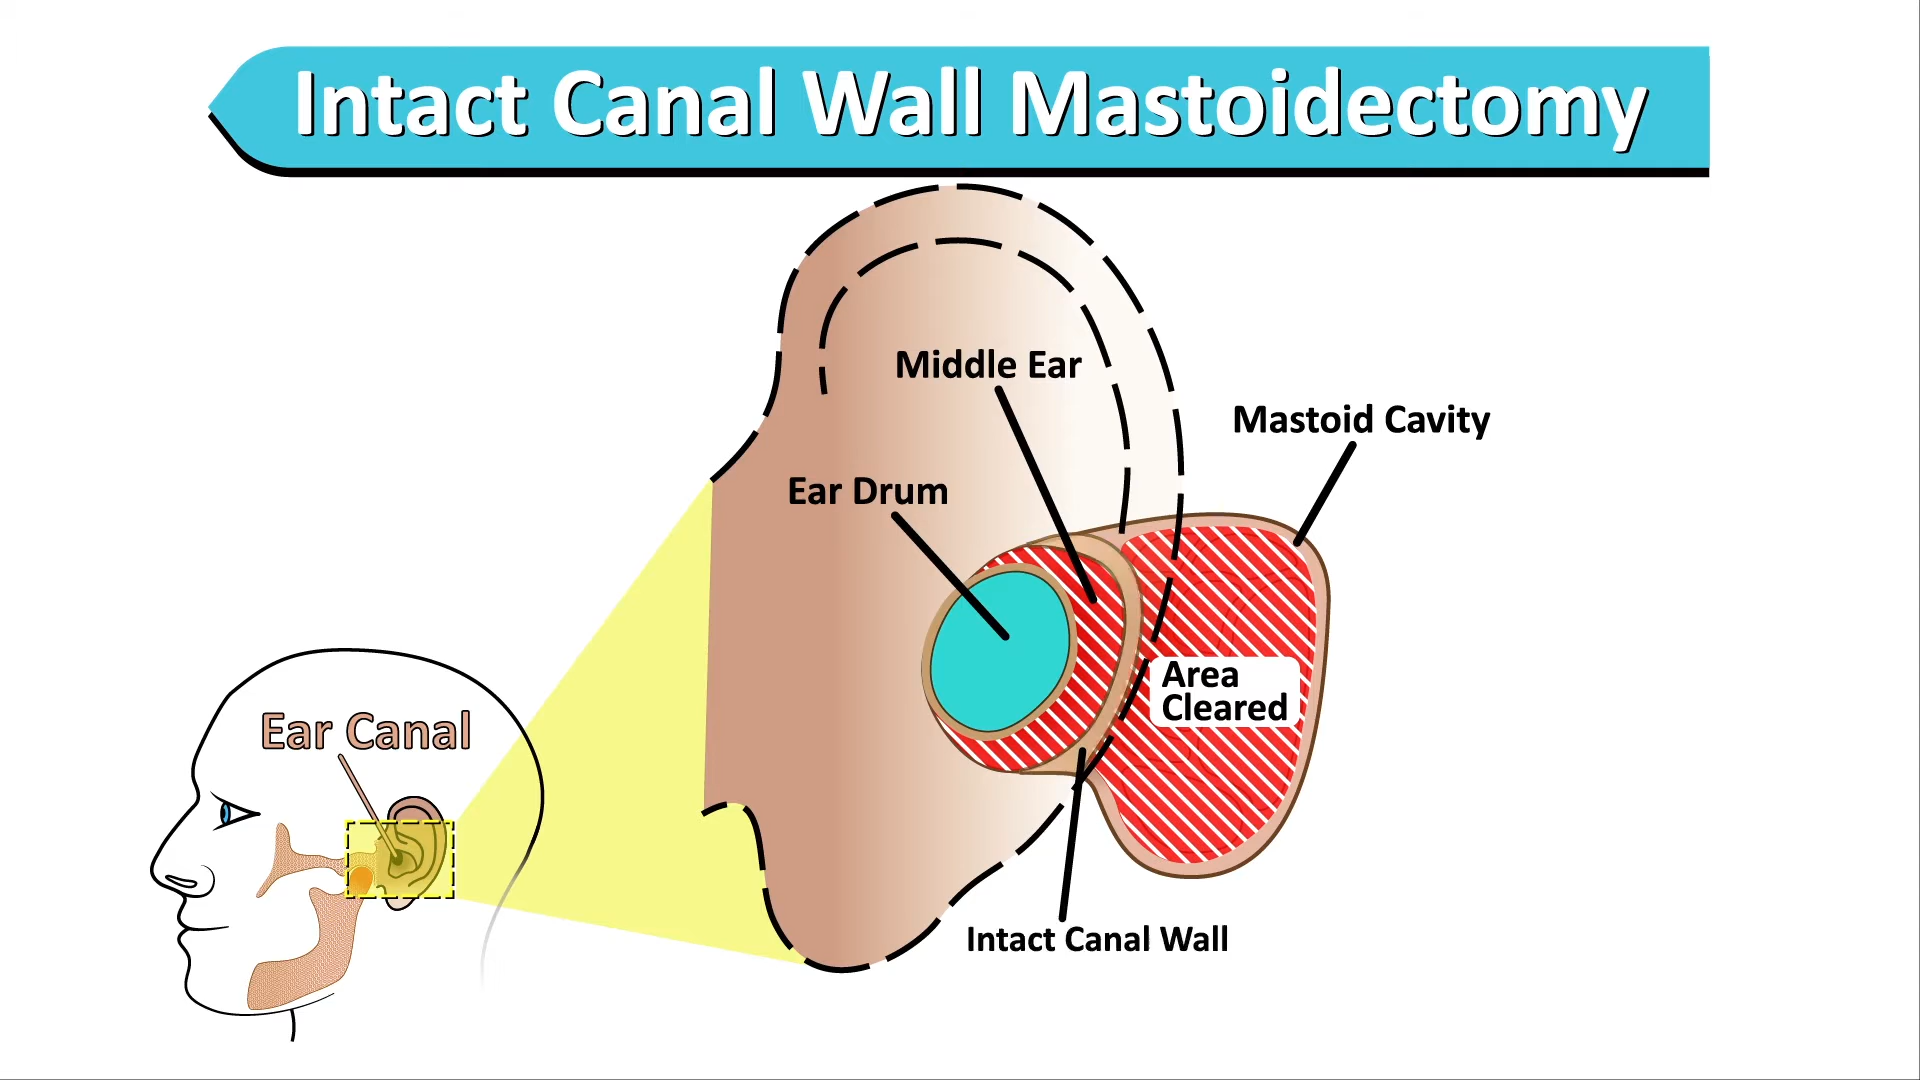 Intact Canal Wall Mastoidectomy
Middle Ear
Mastoid Cavity
Ear Drum
Area
Cleared
Ear Canal
Intact Canal Wall